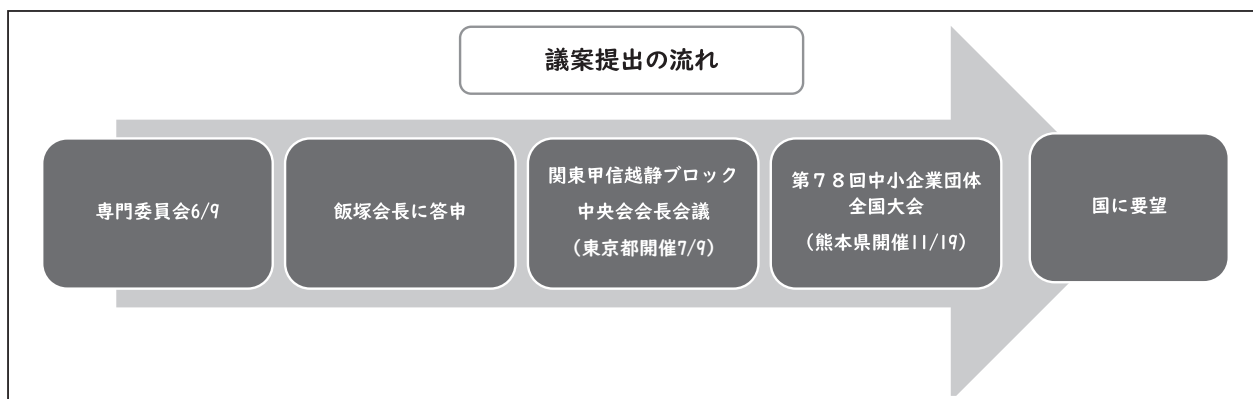 議案提出の流れ
専門委員会6/9
飯塚会長に答申
関東甲信越静ブロック
中央会会長会議
(東京都開催7/9)
第78回中小企業団体
全国大会
(熊本県開催11/19)
国に要望